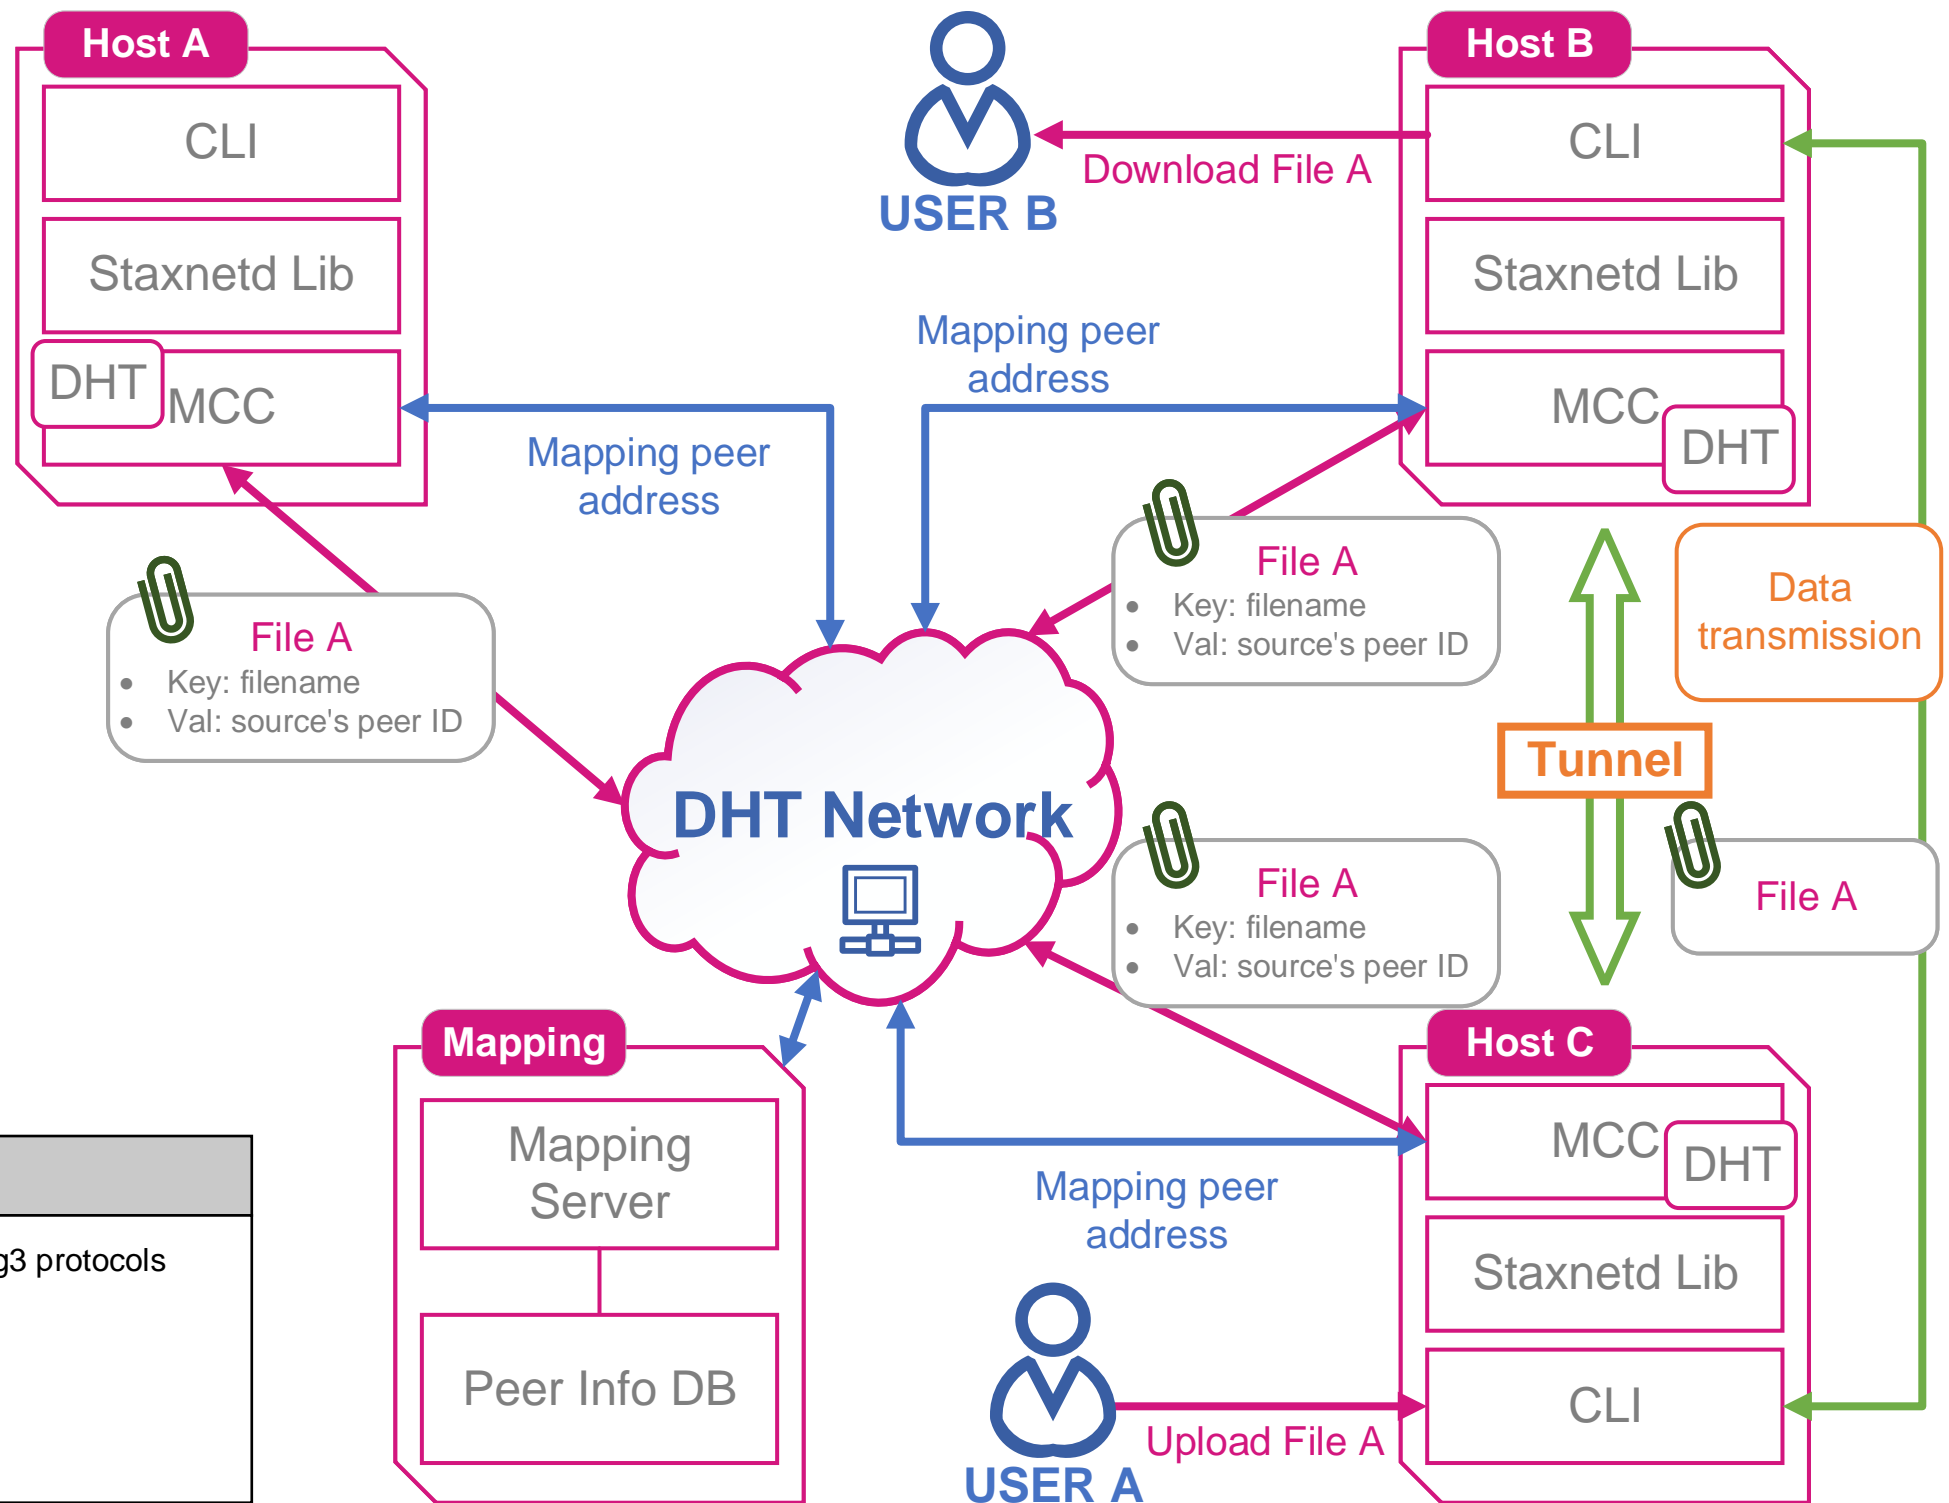 Host A
CLI
Staxnetd Lib
DHT
MCC
USER B
Download File A
Host B
CLI
Staxnetd Lib
MCC
DHT
Mapping peer
address
Mapping peer
address
File A
• Key: filename
• Val: source's peer ID
File A
• Key: filename
• Val: source's peer ID
Data
transmission
Tunnel
DHT Network
File A
• Key: filename
• Val: source's peer ID
File A
Mapping
Mapping
Server
Peer Info DB
Mapping peer
address
Host C
MCC
DHT
Staxnetd Lib
CLI
Upload File A
USER A
protocols